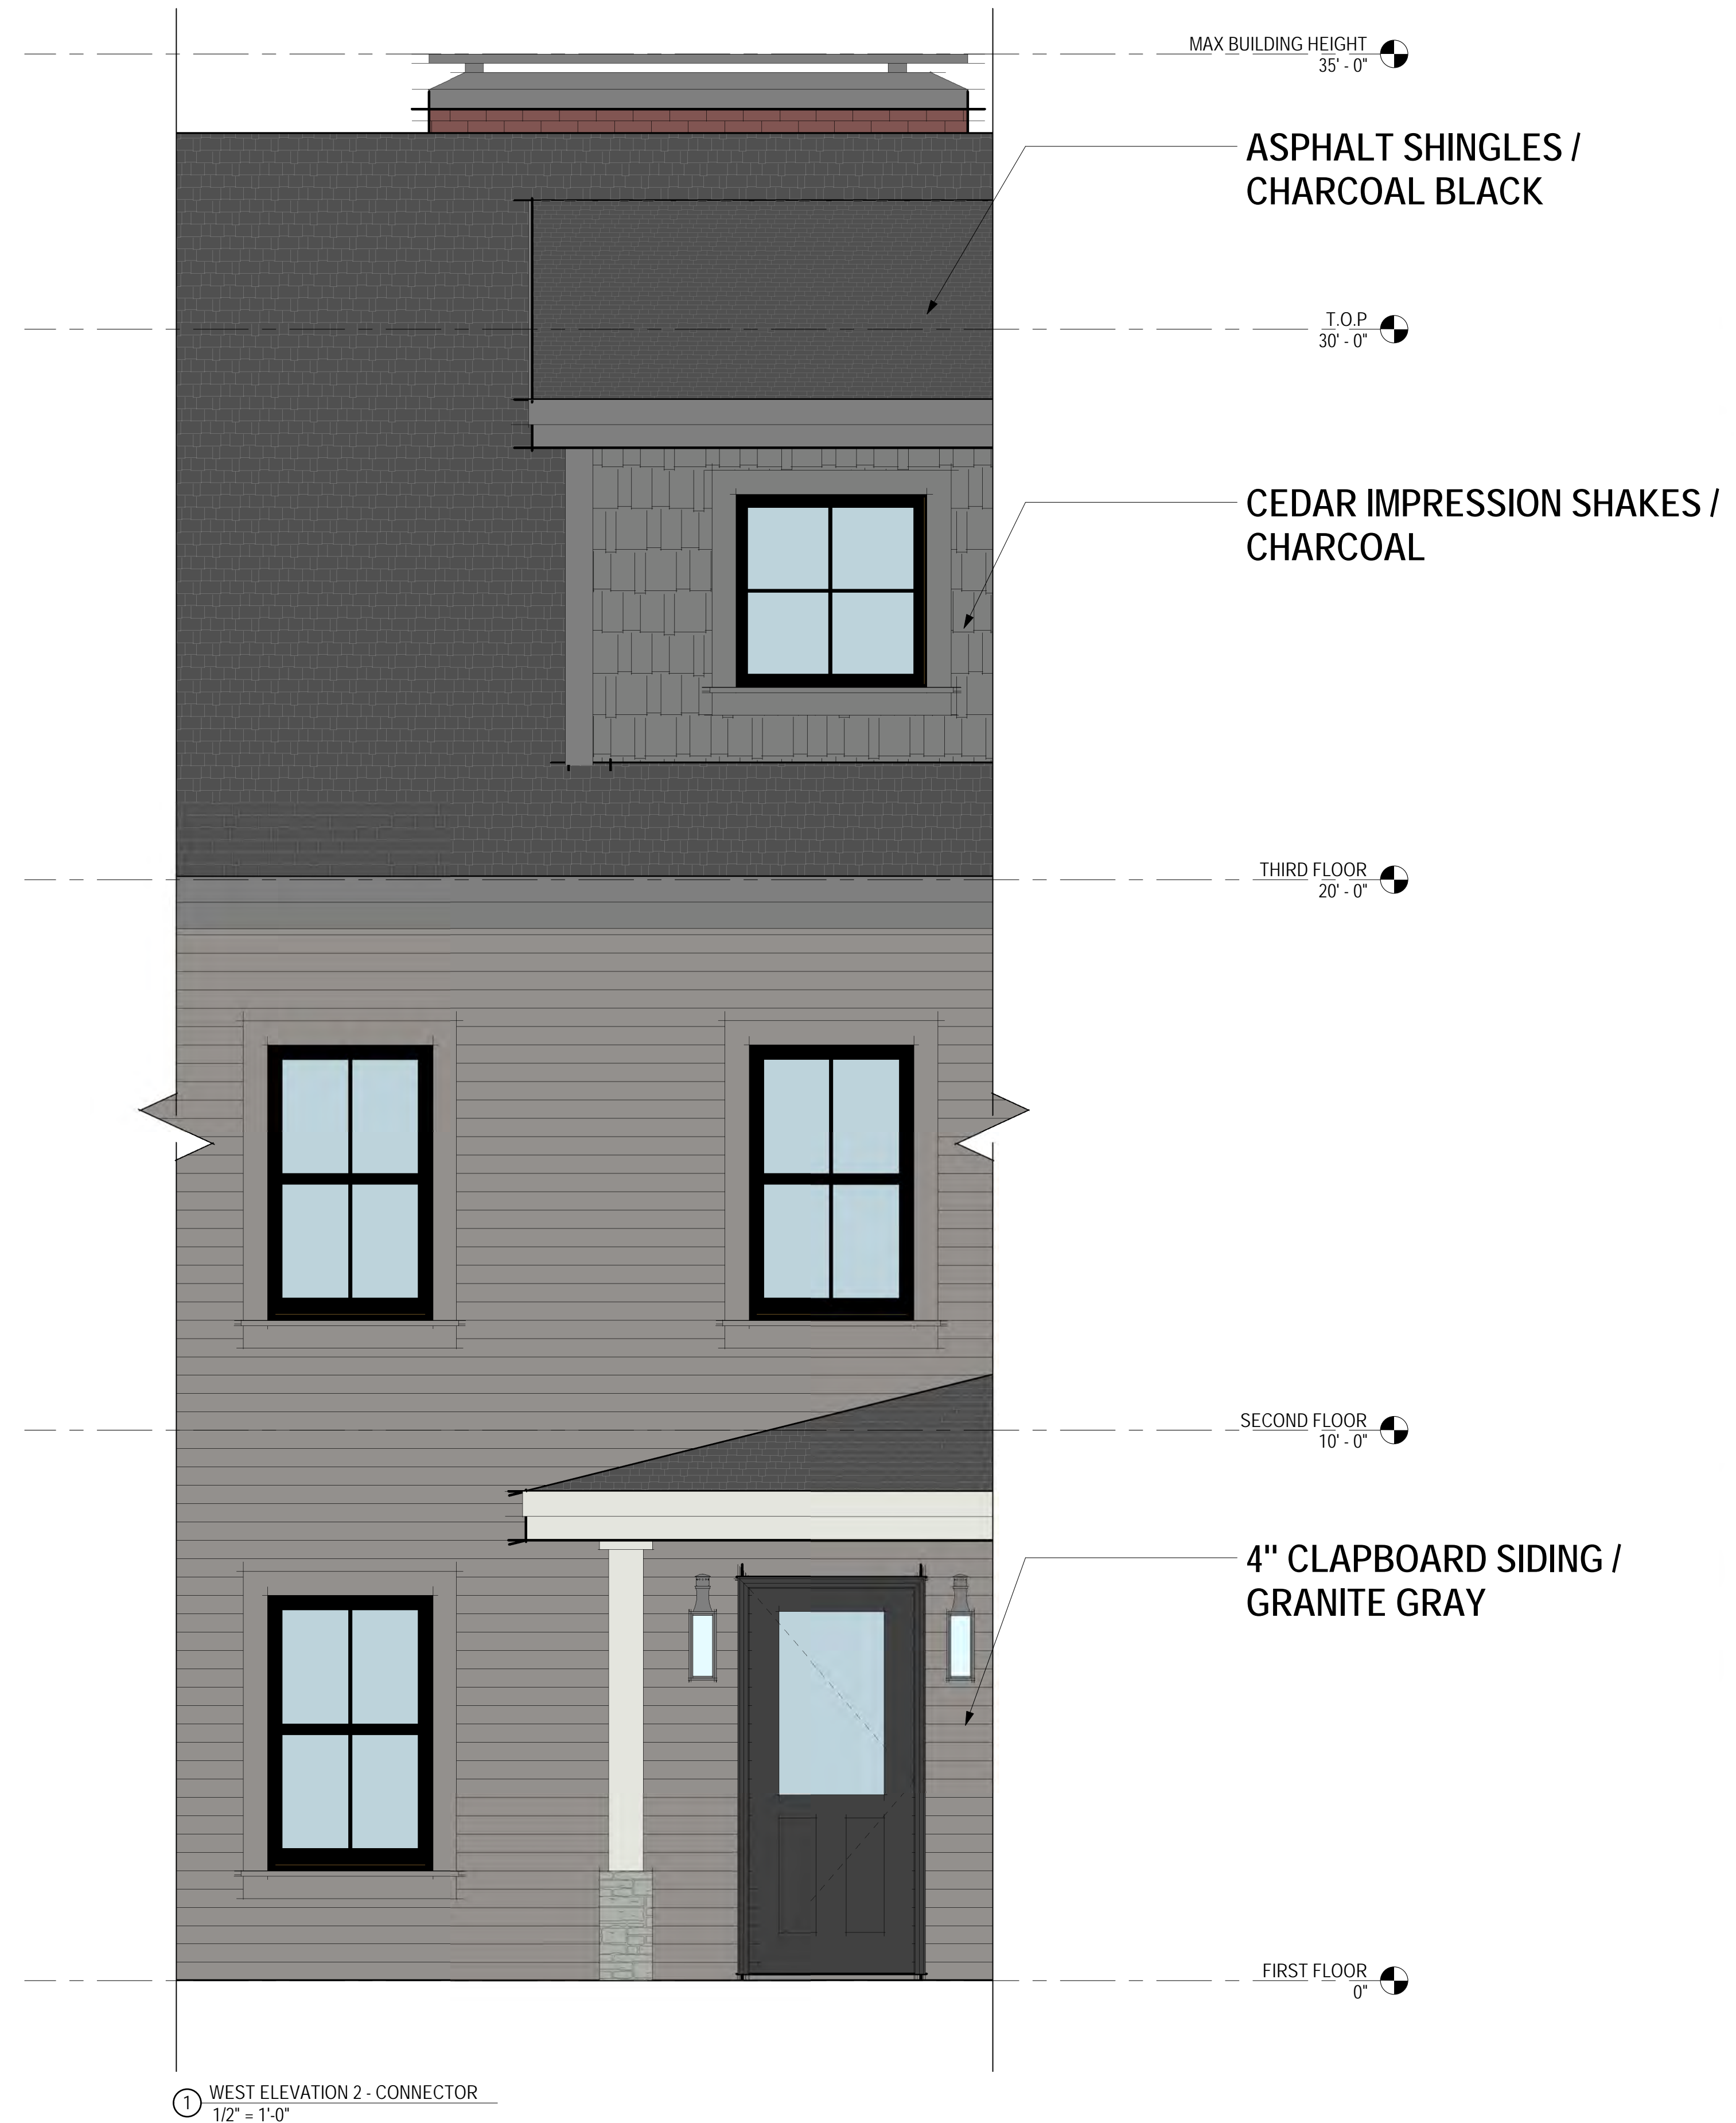 MAX BUILDING HEIGHT
35' - 0"
ASPHALT SHINGLES /
CHARCOAL BLACK
T.O.P
30' - 0"
CEDAR IMPRESSION SHAKES /
CHARCOAL
THIRD FLOOR
20' - 0"
SECOND FLOOR
10' - 0"
4" CLAPBOARD SIDING /
GRANITE GRAY
FIRST FLOOR
0"
1
WEST ELEVATION 2 - CONNECTOR
1/2" = 1'-0"